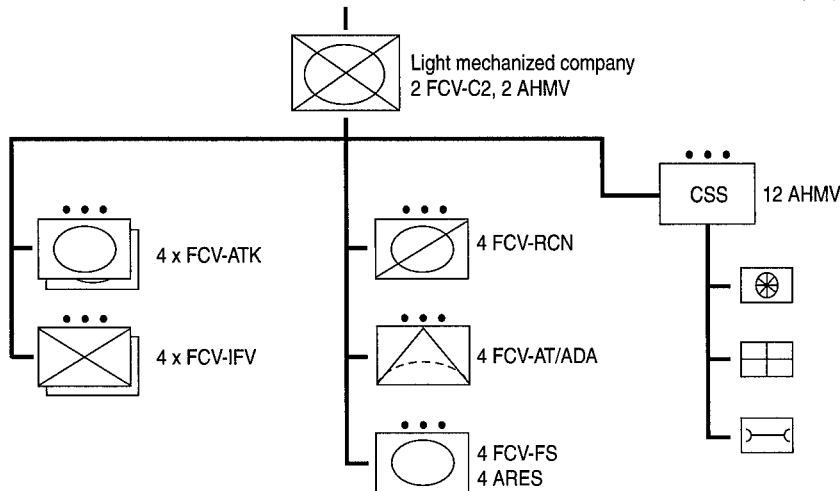 Light mechanized company
2 FCV-C2, 2 AHMV
CSS
12 AHMV
4 x FCV-ATK
4 FCV-RCN
4 x FCV-IFV
4 FCV-AT/ADA
4 FCV-FS
4 ARES